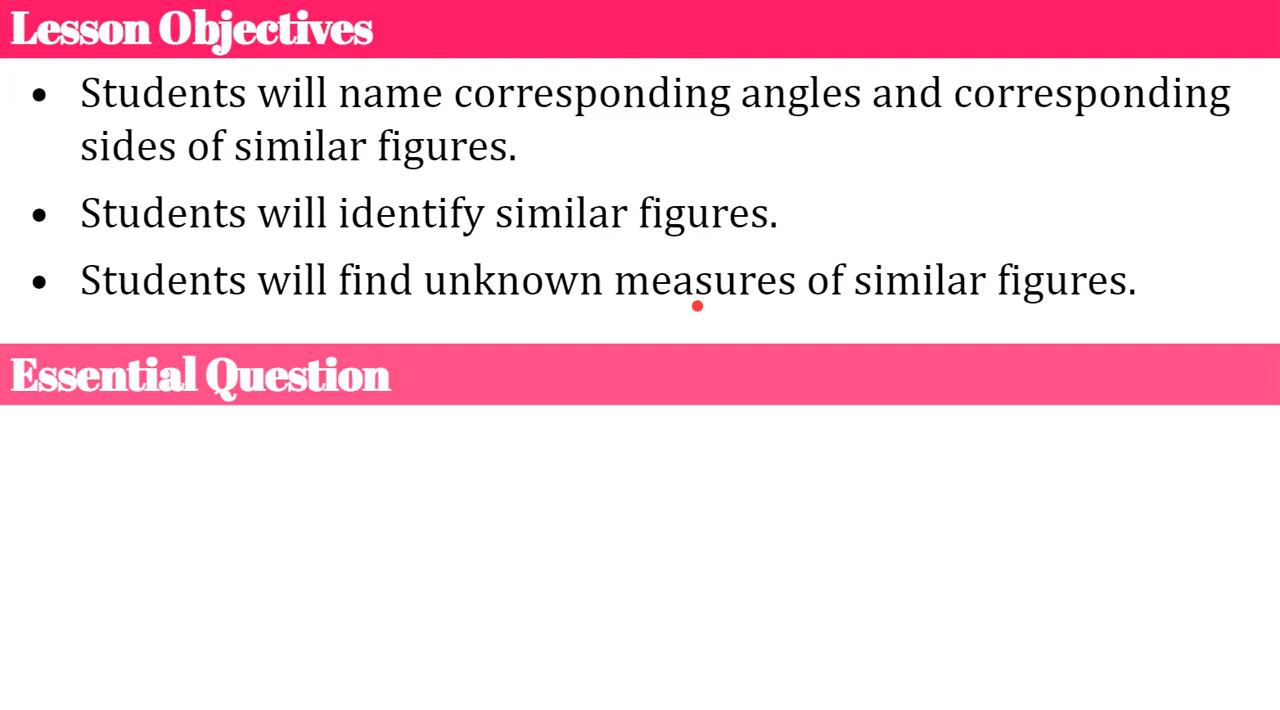 Lesson Objectives
• Students will name corresponding angles and corresponding
sides of similar figures.
• Students will identify similar figures.
• Students will find unknown measures of similar figures.
Essential Question